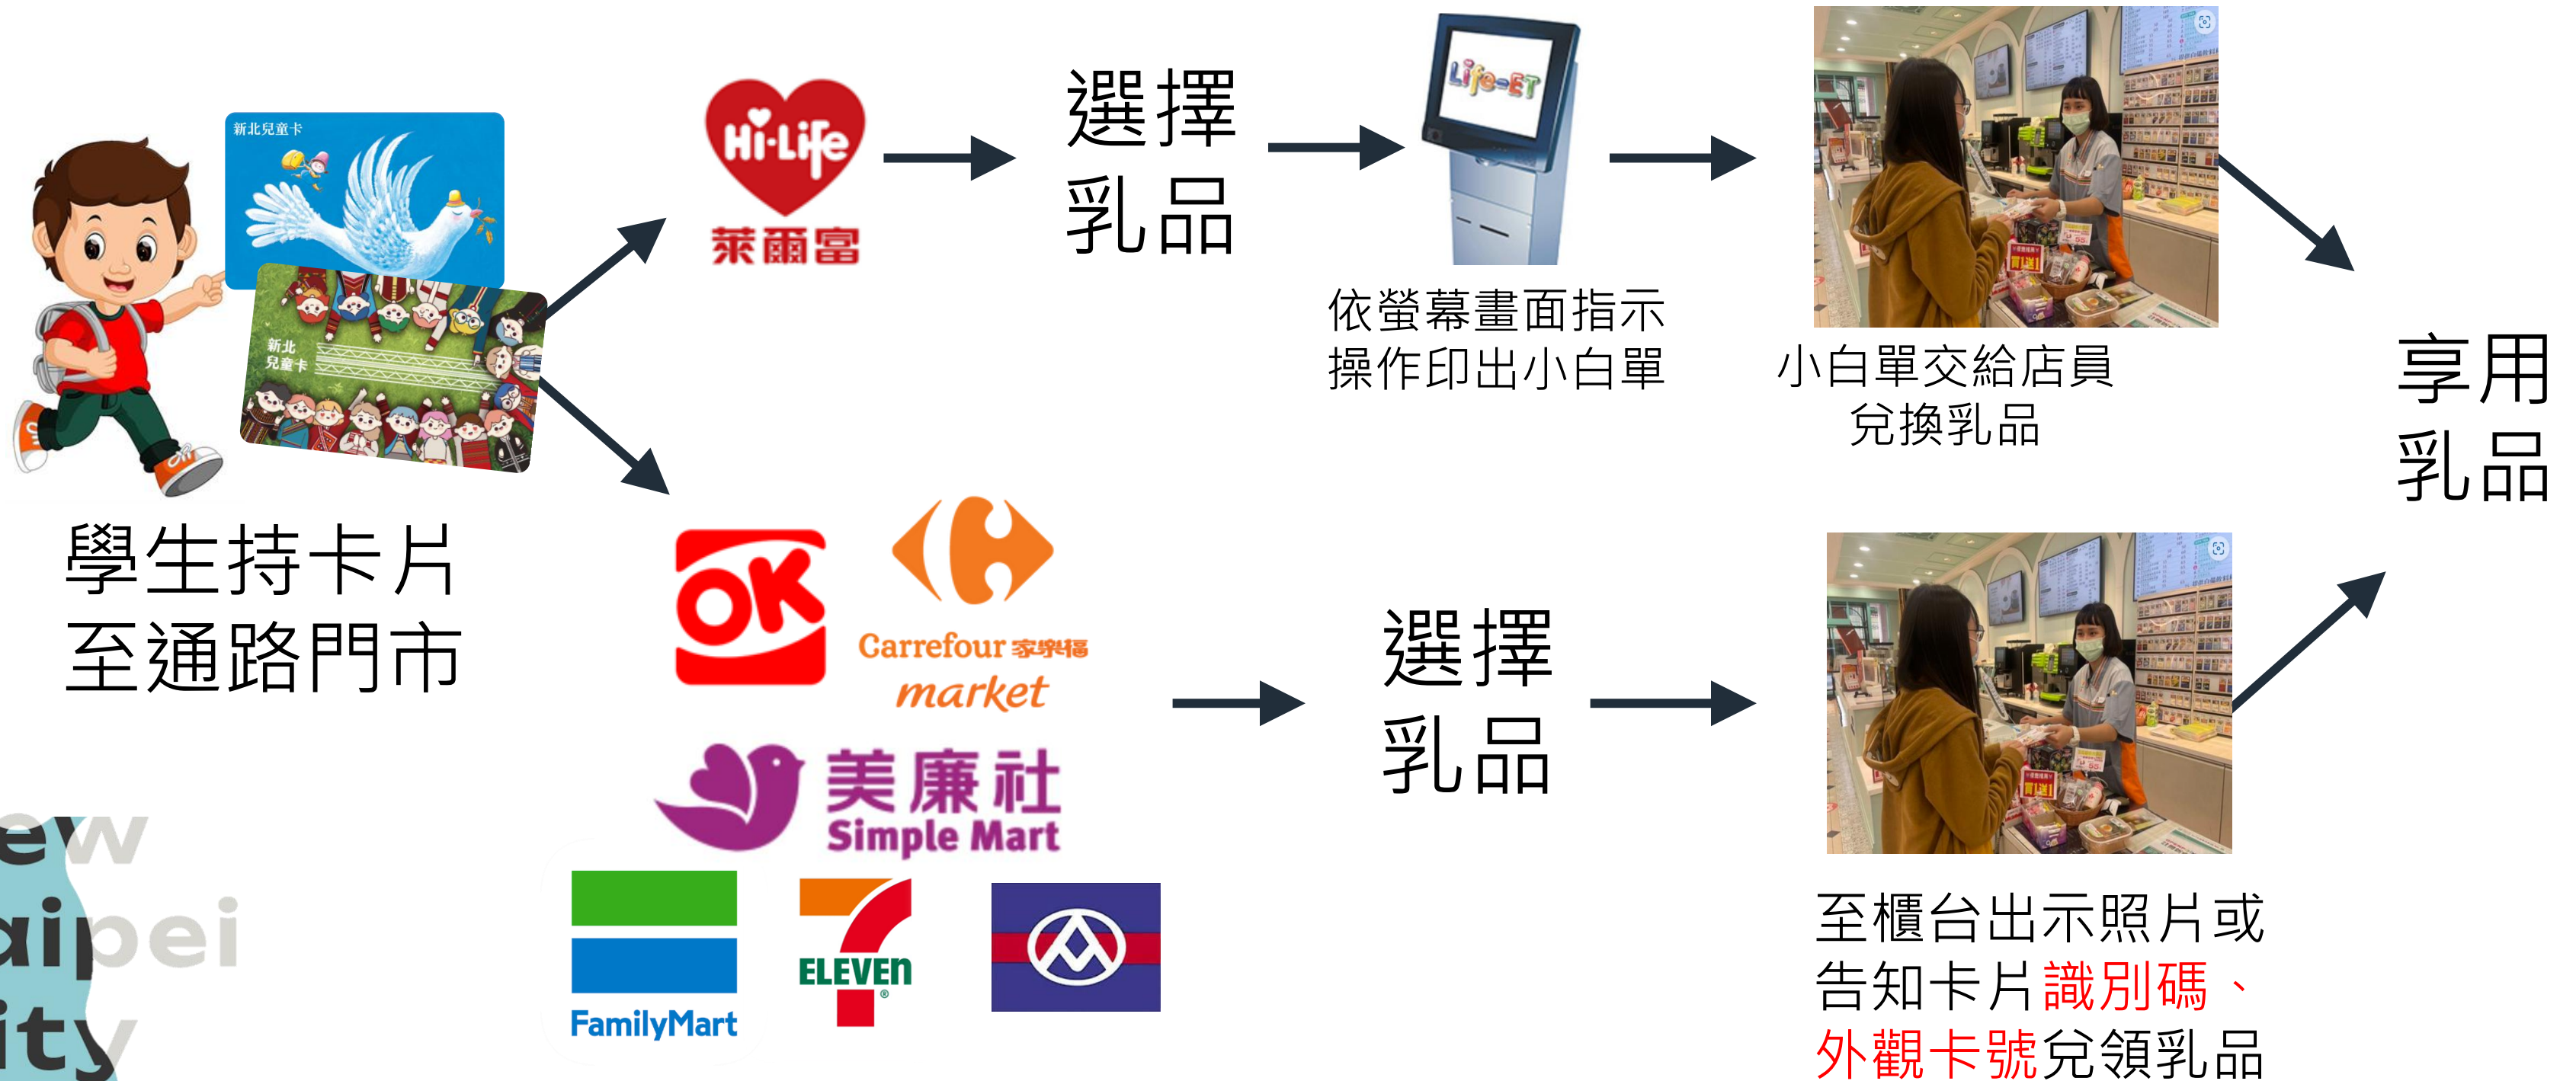 新北兒童卡
新北
兒童卡
學生持卡片
至通路門市
Hi-Life
萊爾富
選擇
乳品
Life-ET
依螢幕畫面指示
操作印出小白單
小白單交給店員
兌換乳品
OK
Carrefour 家樂福
market
美廉社
Simple Mart
FamilyMart
7
ELEVEn
®
選擇
乳品
至櫃台出示照片或
告知卡片識別碼、
外觀卡號兌領乳品
享用
乳品
ew
aipei
ity